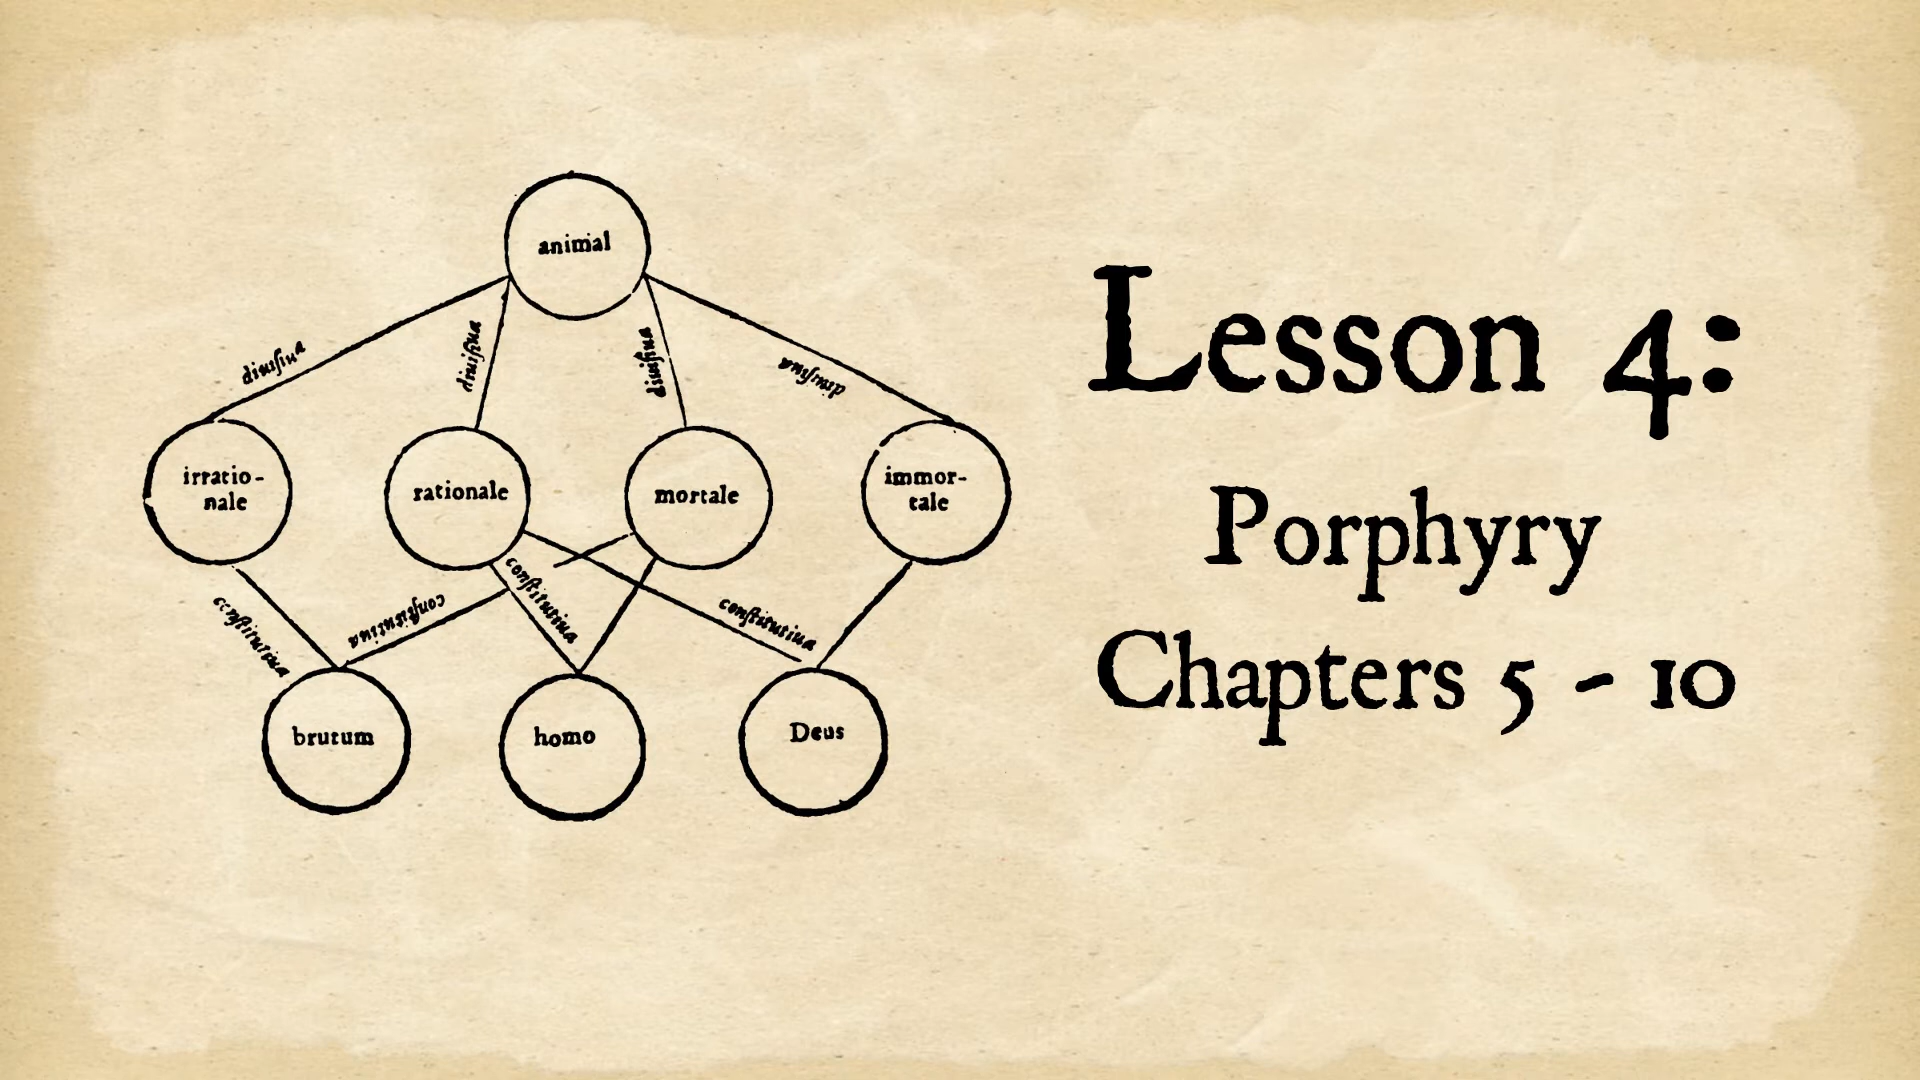 animal
diuiſiua
diuiſiua
diuiſiua
diuiſiua
irratio-
nale
rationale
mortale
immor-
tale
conſtitutiua
conſtitutiua
conſtitutiua
conſtitutiua
brutum
homo
Deus
Lesson 4:
Porphyry
Chapters 5 - 10